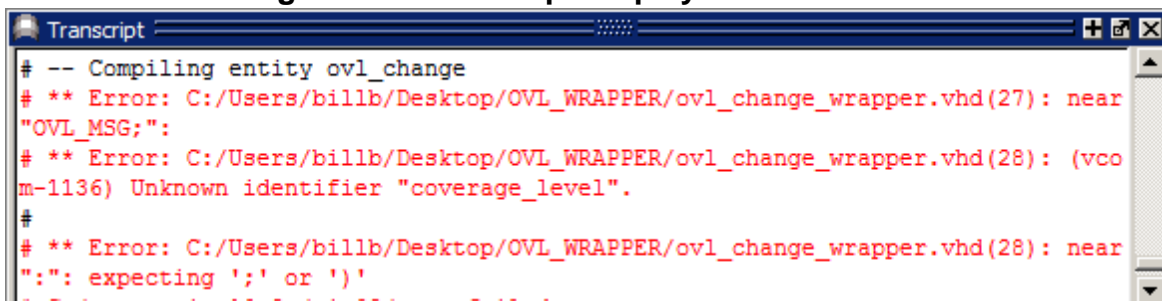 Transcript
# -- Compiling entity ovl_change
# ** Error: C:/Users/billb/Desktop/OVL_WRAPPER/ovl_change_wrapper.vhd(27): near
"OVL_MSG;":
# ** Error: C:/Users/billb/Desktop/OVL_WRAPPER/ovl_change_wrapper.vhd(28): (vco
m-1136) Unknown identifier "coverage_level".
#
# ** Error: C:/Users/billb/Desktop/OVL_WRAPPER/ovl_change_wrapper.vhd(28): near
":": expecting ';' or ')'